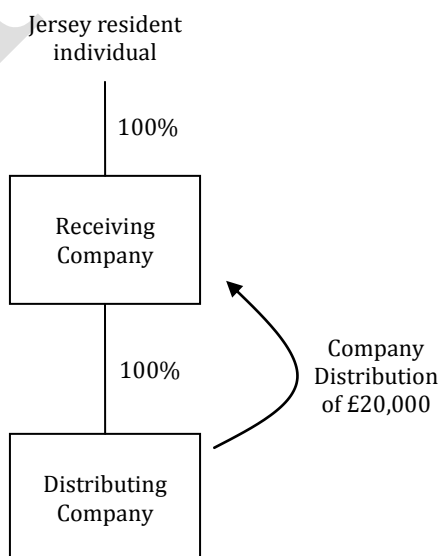 Jersey resident
individual
100%
Receiving
Company
100%
Company
Distribution
of £20,000
Distributing
Company